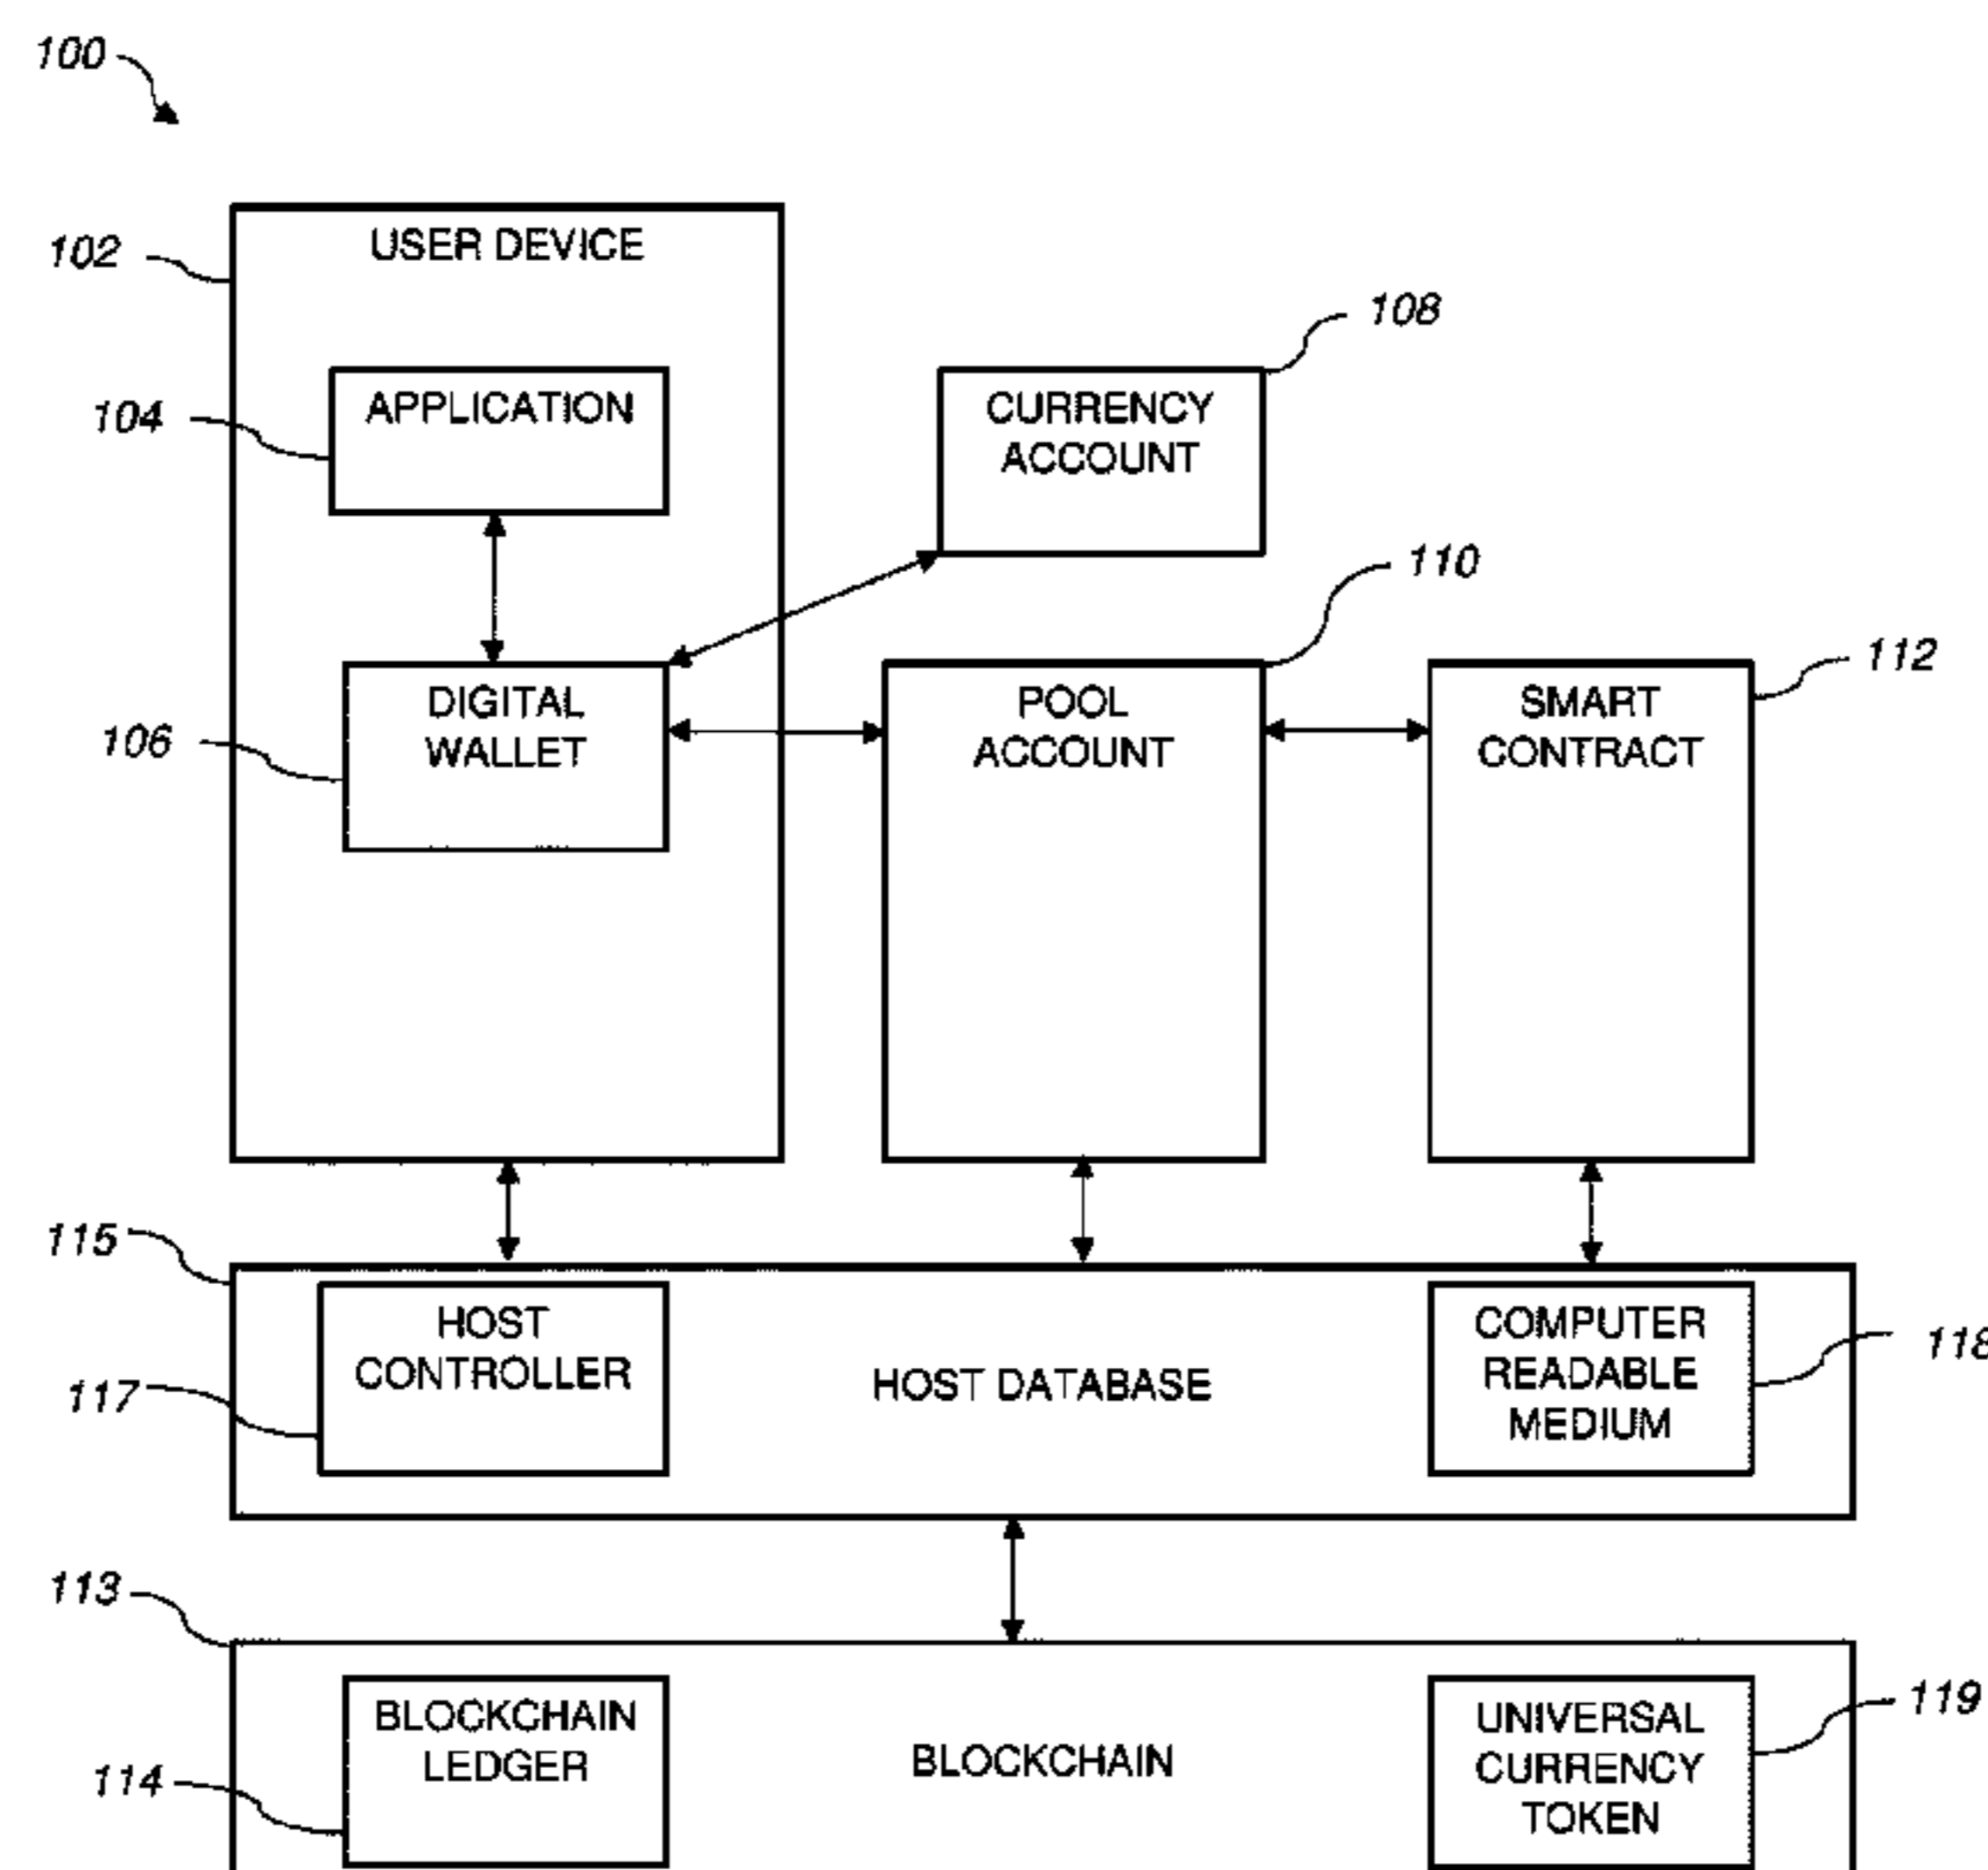 100
102
USER DEVICE
108
104
APPLICATION
CURRENCY
ACCOUNT
110
112
106
DIGITAL
WALLET
POOL
ACCOUNT
SMART
CONTRACT
115
117
HOST
CONTROLLER
HOST DATABASE
COMPUTER
READABLE
MEDIUM
118
113
114
BLOCKCHAIN
LEDGER
BLOCKCHAIN
UNIVERSAL
CURRENCY
TOKEN
119